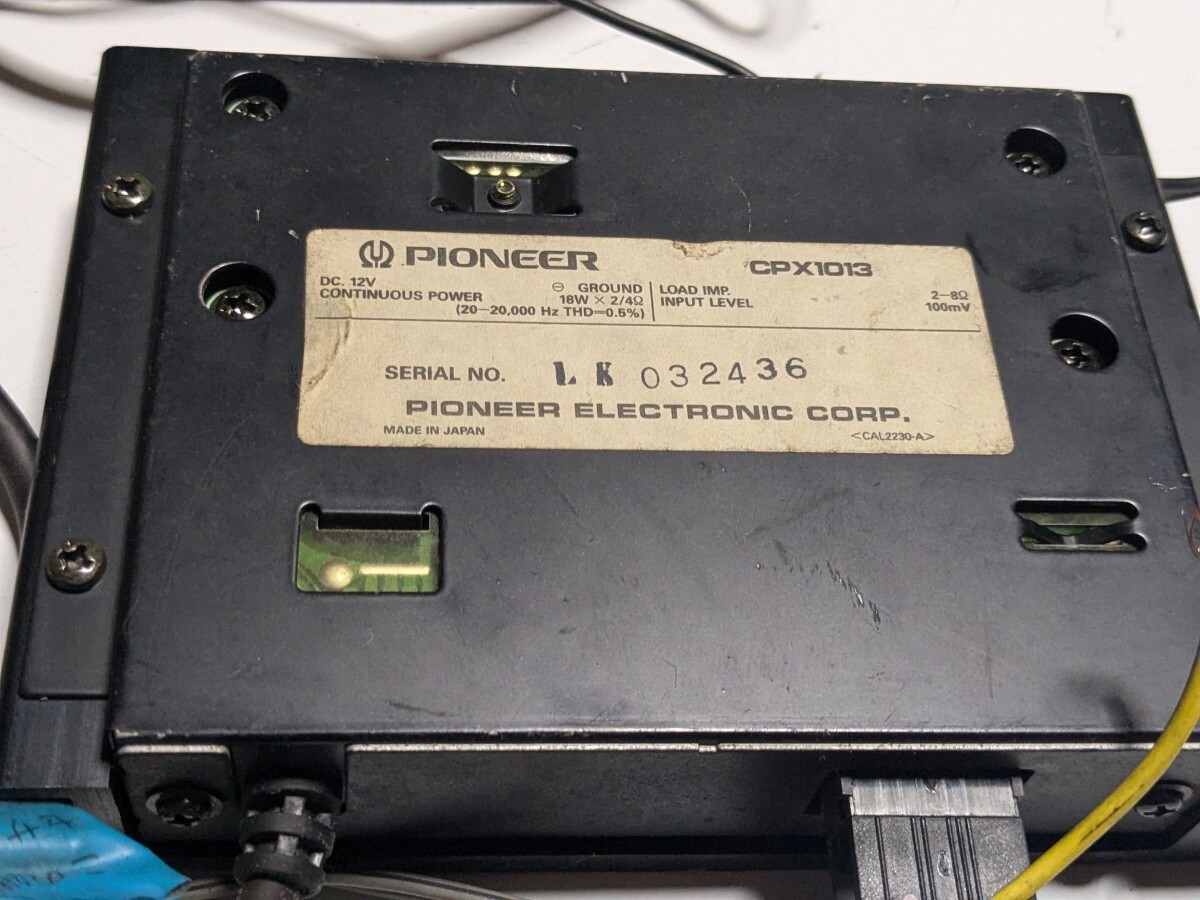 PIONEER CPX1013
DC. 12V ⊖ GROUND
CONTINUOUS POWER 18W × 2/4Ω
(20—20,000 Hz THD=0.5%)
LOAD IMP. 2—8Ω
INPUT LEVEL 100mV
SERIAL NO. LK 032436
PIONEER ELECTRONIC CORP.
MADE IN JAPAN <CAL2230-A>